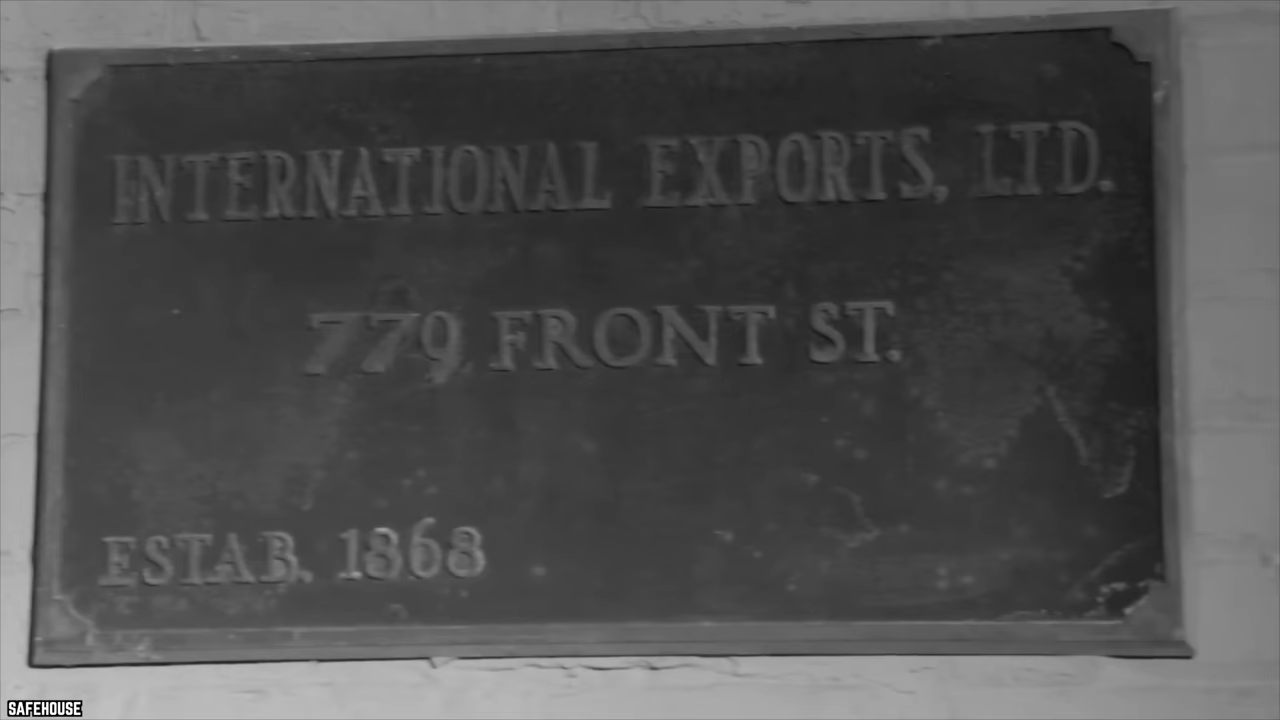 INTERNATIONAL EXPORTS, LTD.
779 FRONT ST.
ESTAB. 1868
SAFEHOUSE